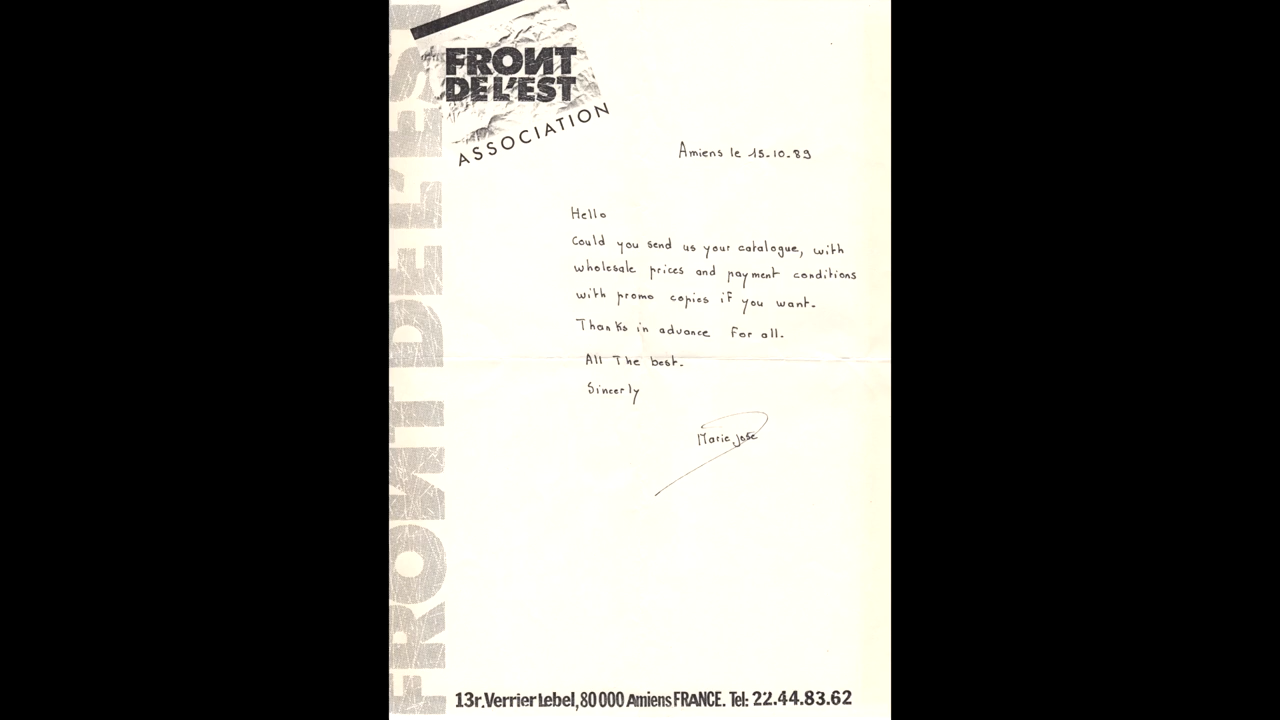 FRONT
DE L'EST
ASSOCIATION
FRONT DE L'EST
Amiens le 15.10.89
Hello
Could you send us your catalogue, with
wholesale prices and payment conditions
with promo copies if you want.
Thanks in advance for all.
All The best.
Sincerly
Marie José
13r. Verrier Lebel, 80 000 Amiens FRANCE. Tel: 22.44.83.62